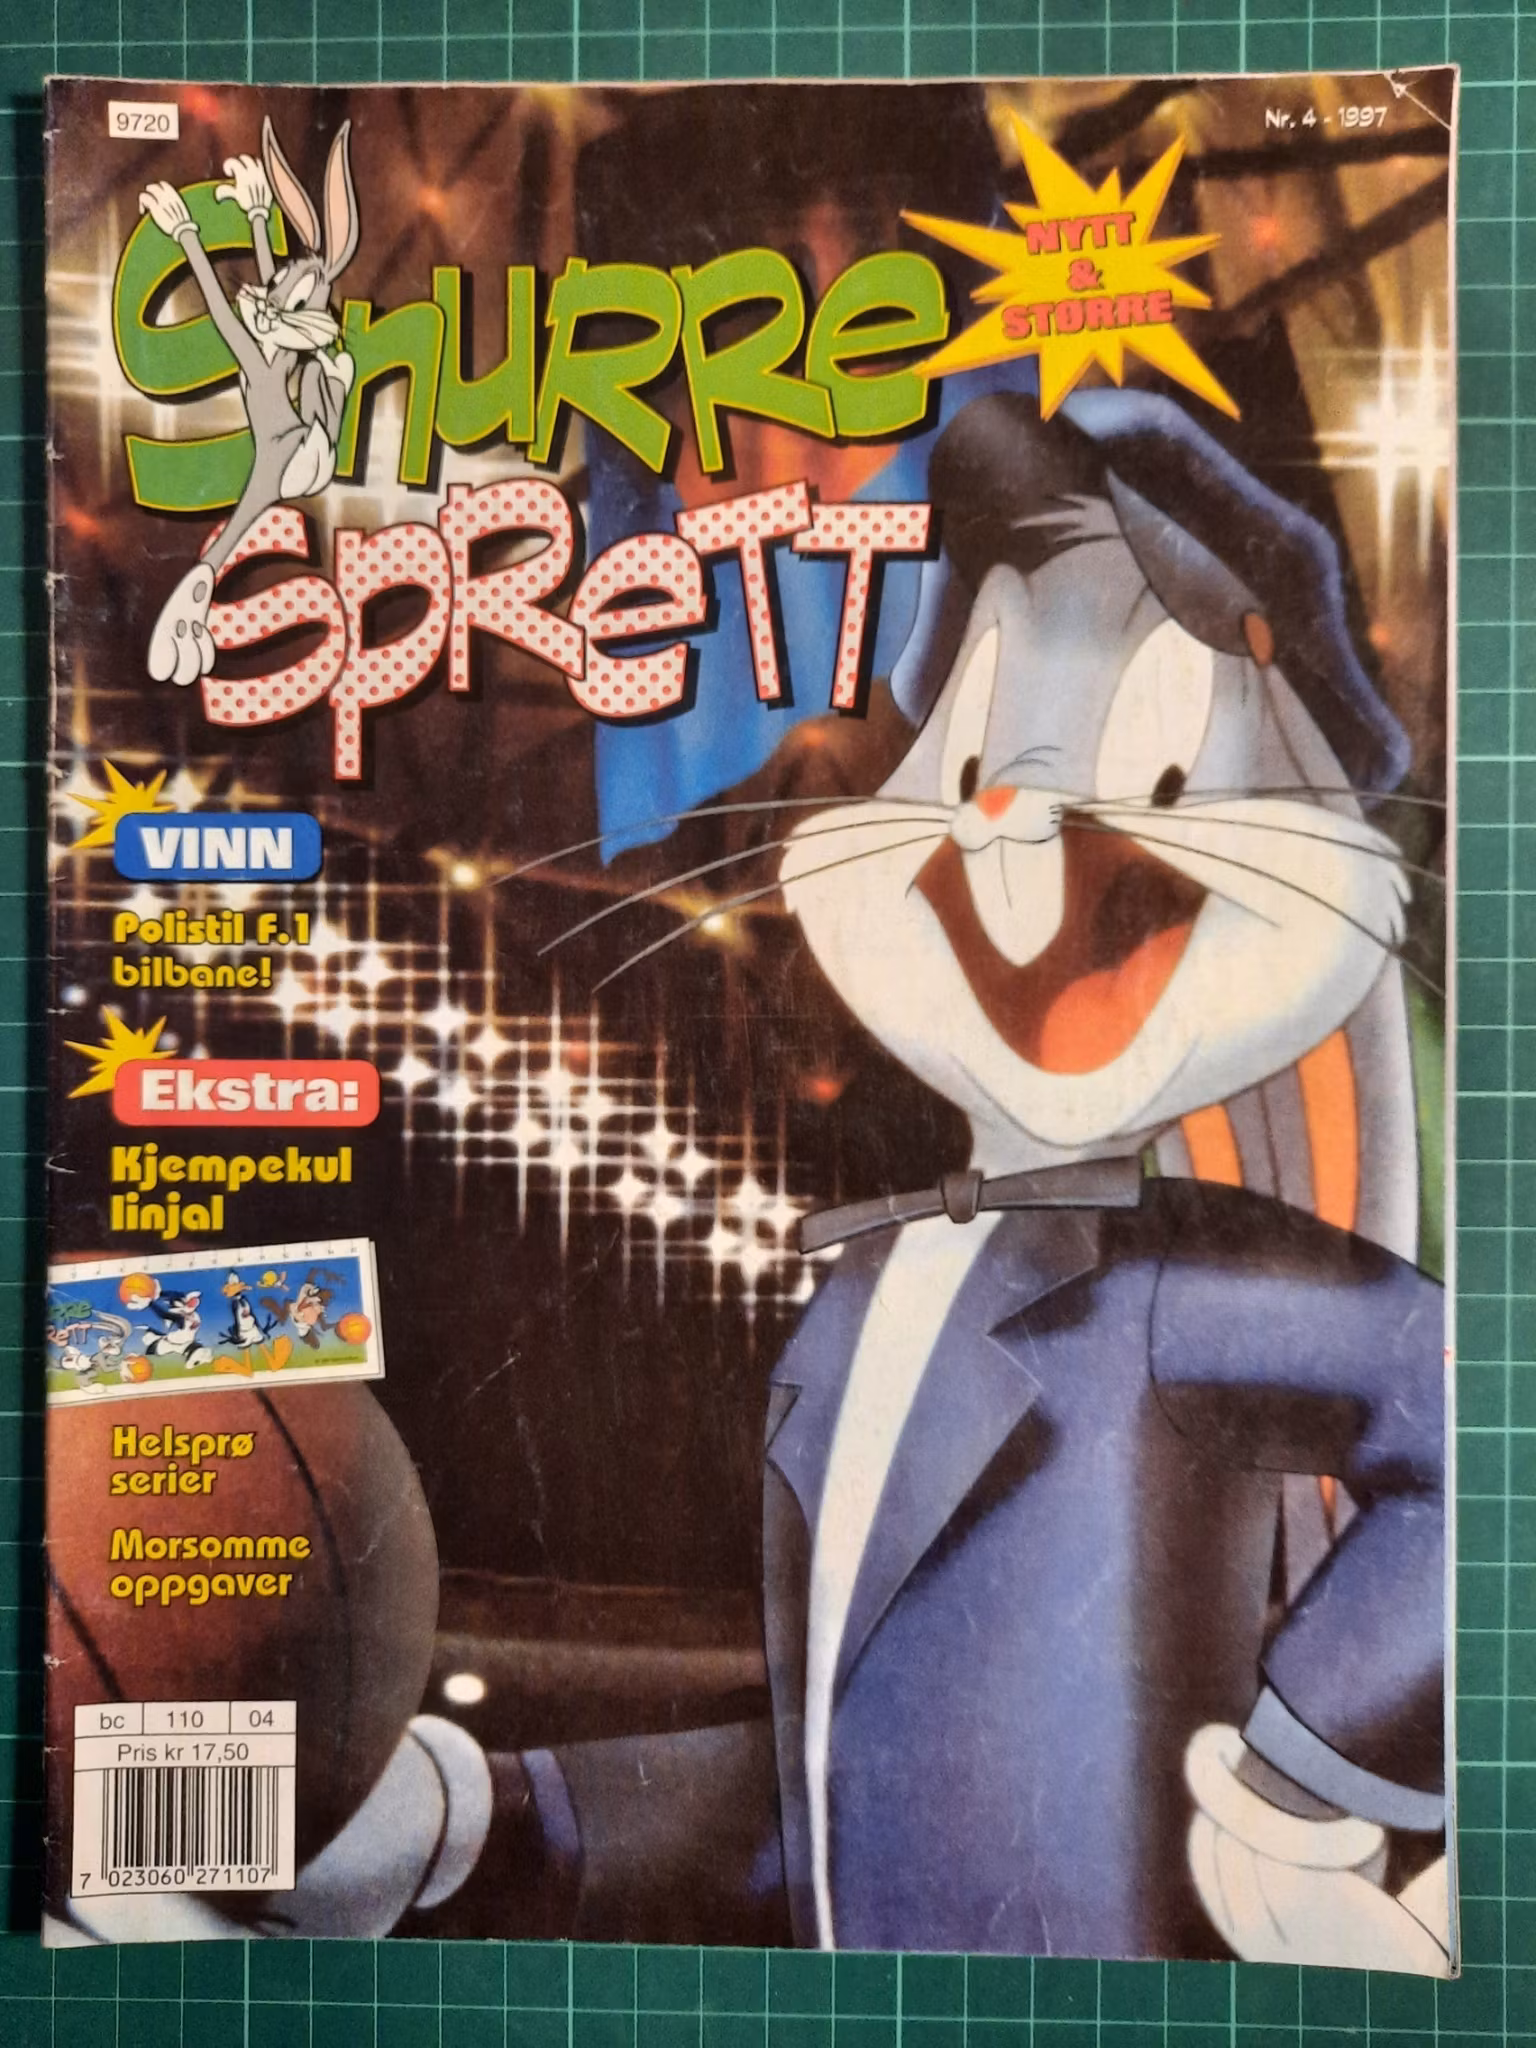 9720
Nr. 4 - 1997
Snurre
Sprett
NYTT
&
STØRRE
VINN
Polistil F.1
bilbane!
Ekstra:
Kjempekul
linjal
Helsprø
serier
Morsomme
oppgaver
bc 110 04
Pris kr 17,50
7 023060 271107